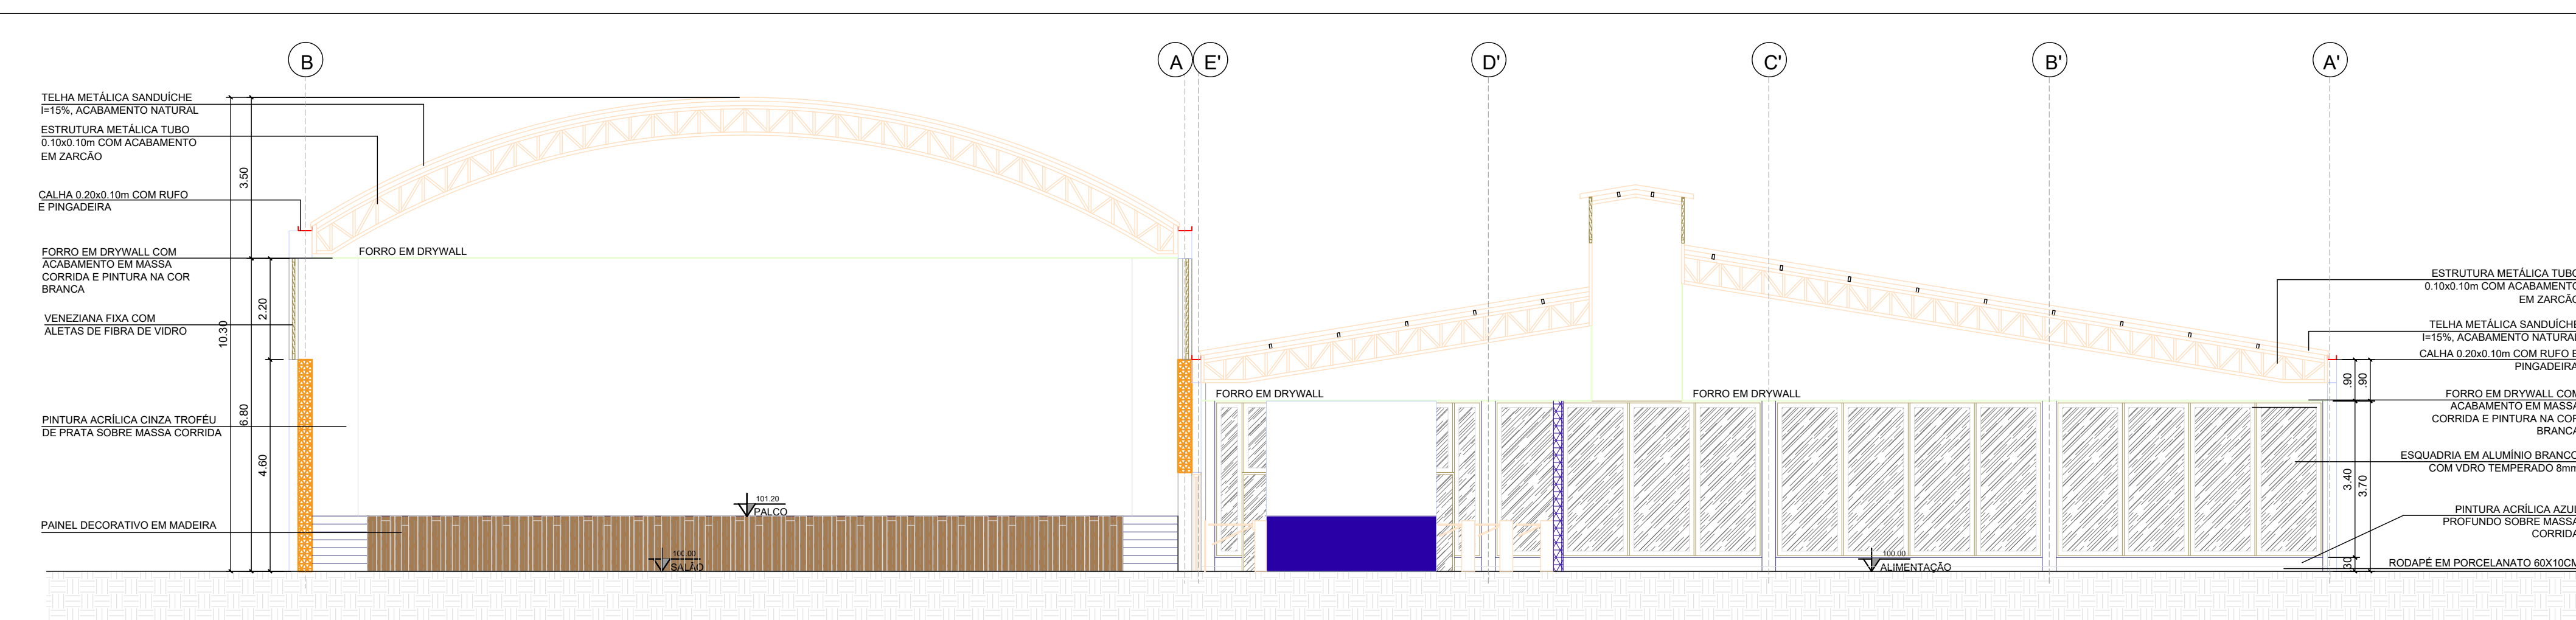 B
A
E'
D'
C'
B'
A'
TELHA METÁLICA SANDUÍCHE
I=15%, ACABAMENTO NATURAL
ESTRUTURA METÁLICA TUBO
0.10x0.10m COM ACABAMENTO
EM ZARCÃO
CALHA 0.20x0.10m COM RUFO
E PINGADEIRA
FORRO EM DRYWALL COM
ACABAMENTO EM MASSA
CORRIDA E PINTURA NA COR
BRANCA
VENEZIANA FIXA COM
ALETAS DE FIBRA DE VIDRO
PINTURA ACRÍLICA CINZA TROFÉU
DE PRATA SOBRE MASSA CORRIDA
PAINEL DECORATIVO EM MADEIRA
10.30
3.50
6.80
2.20
4.60
FORRO EM DRYWALL
101.20
PALCO
100.00
SALÃO
FORRO EM DRYWALL
FORRO EM DRYWALL
100.00
ALIMENTAÇÃO
.90
.90
3.40
3.70
.30
ESTRUTURA METÁLICA TUBO
0.10x0.10m COM ACABAMENTO
EM ZARCÃO
TELHA METÁLICA SANDUÍCHE
I=15%, ACABAMENTO NATURAL
CALHA 0.20x0.10m COM RUFO E
PINGADEIRA
FORRO EM DRYWALL COM
ACABAMENTO EM MASSA
CORRIDA E PINTURA NA COR
BRANCA
ESQUADRIA EM ALUMÍNIO BRANCO
COM VDRO TEMPERADO 8mm
PINTURA ACRÍLICA AZUL
PROFUNDO SOBRE MASSA
CORRIDA
RODAPÉ EM PORCELANATO 60X10CM